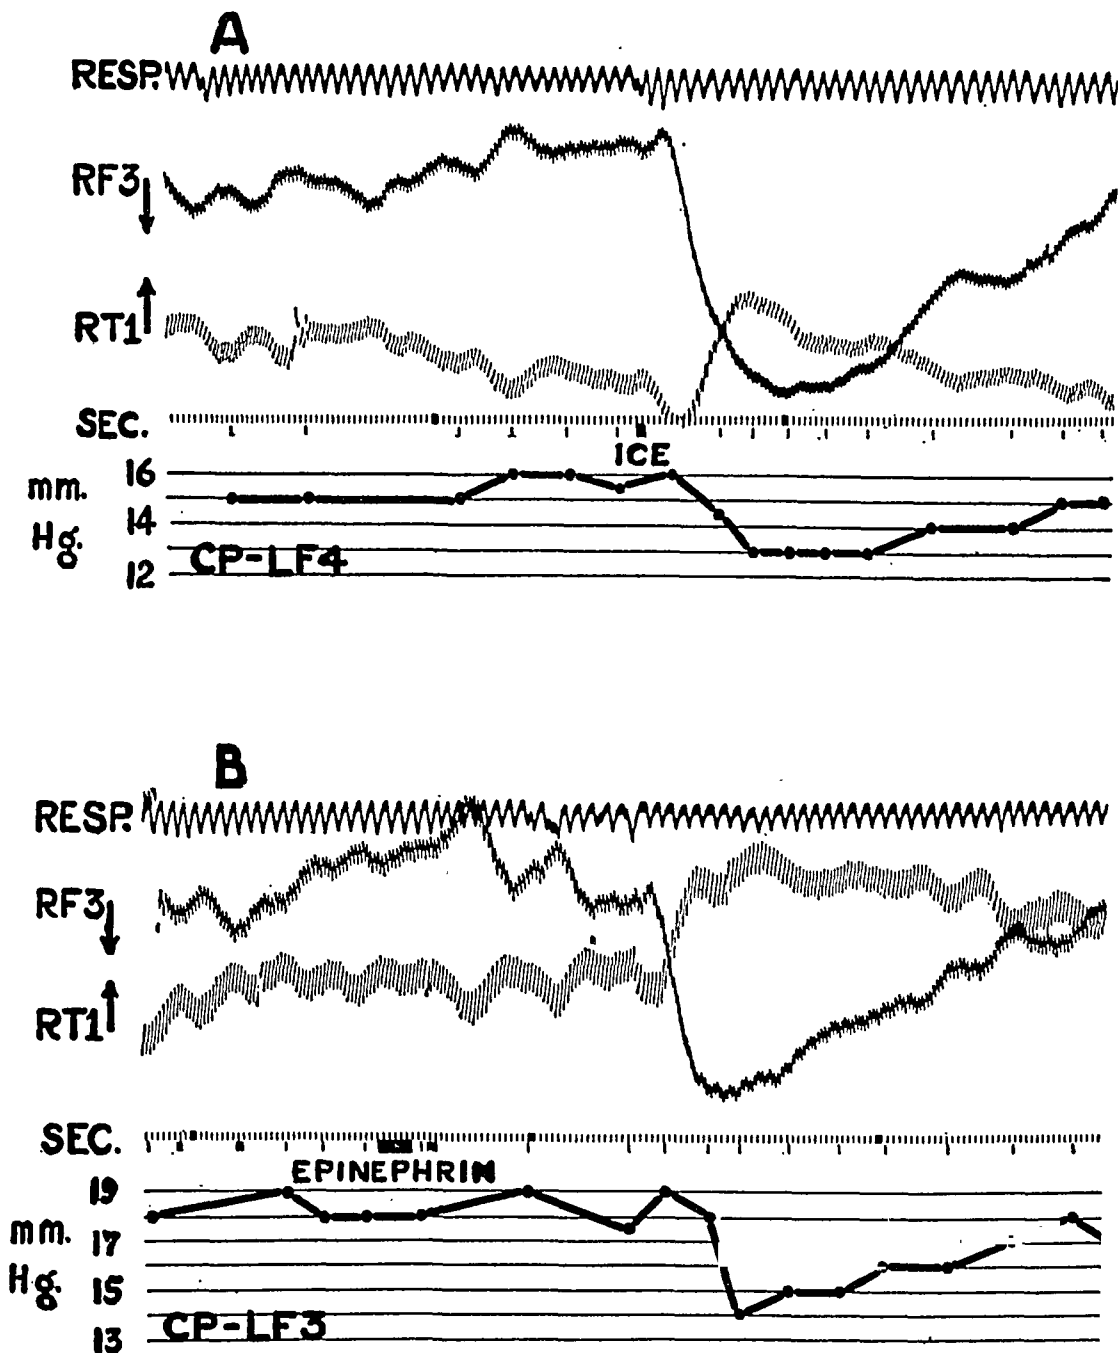 A
RESP.
RF3
RT1
SEC.
ICE
16
mm.
14
Hg.
12
CP-LF4
B
RESP.
RF3
RT1
SEC.
EPINEPHRIN
19
mm.
17
Hg.
15
CP-LF3
13